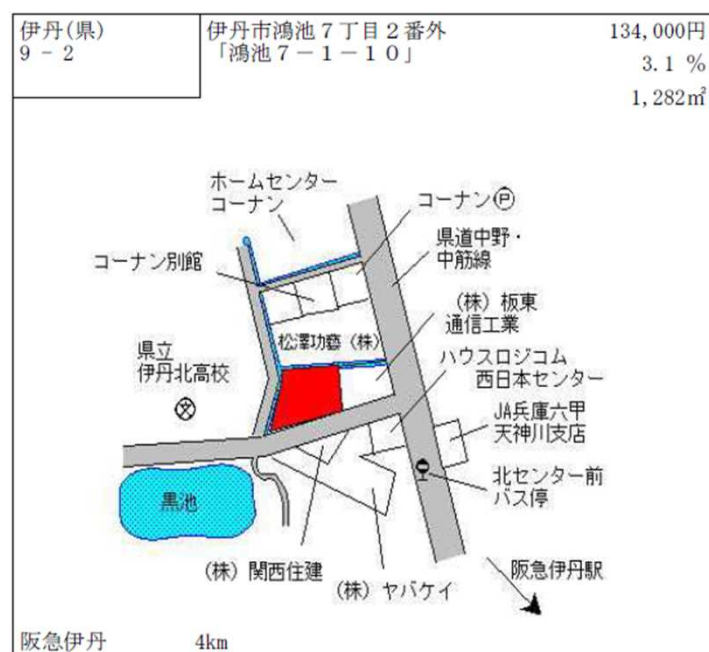 伊丹(県)
9－2
伊丹市鴻池７丁目２番外
「鴻池７－１－１０」
134,000円
3.1 %
1,282㎡
ホームセンター
コーナン
コーナンⓅ
県道中野・
中筋線
コーナン別館
(株) 板東
通信工業
松澤功藝 (株)
ハウスロジコム
西日本センター
県立
伊丹北高校
文
JA兵庫六甲
天神川支店
北センター前
バス停
黒池
(株) 関西住建
(株) ヤバケイ
阪急伊丹駅
阪急伊丹 4km